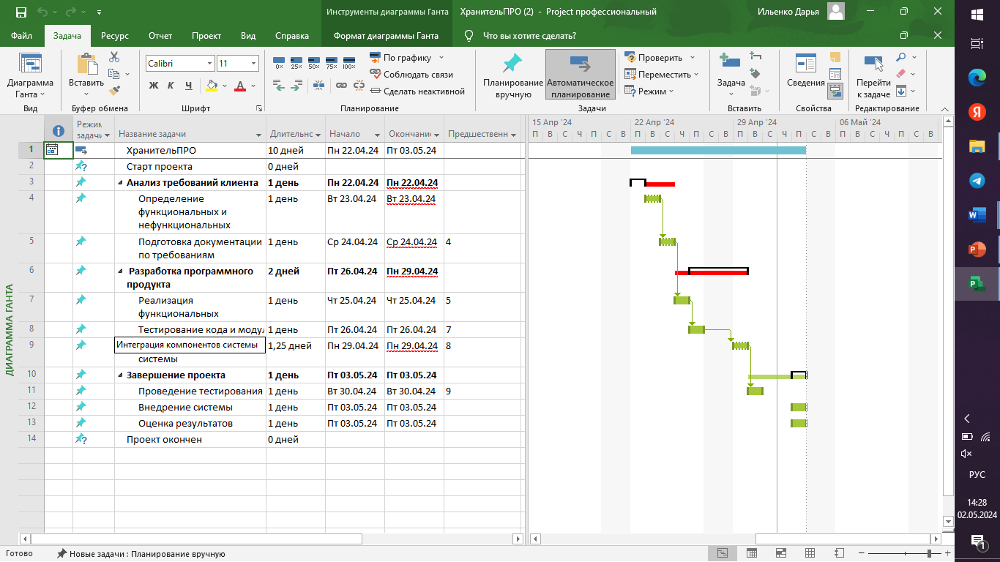 Инструменты диаграммы Ганта
ХранительПРО (2) - Project профессиональный
Ильенко Дарья
Файл Задача Ресурс Отчет Проект Вид Справка Формат диаграммы Ганта Что вы хотите сделать?
Диаграмма Ганта
Вид
Вставить
Буфер обмена
Calibri 11
Ж К Ч
Шрифт
0% 25% 50% 75% 100%
По графику
Соблюдать связи
Сделать неактивной
Планирование
Планирование вручную
Автоматическое планирование
Проверить
Переместить
Режим
Задачи
Задача
Вставить
Сведения
Свойства
Перейти к задаче
Редактирование
Режим задачи Название задачи Длительнс Начало Окончание Предшественн
1 ХранительПРО 10 дней Пн 22.04.24 Пт 03.05.24
2 Старт проекта 0 дней
3 Анализ требований клиента 1 день Пн 22.04.24 Пн 22.04.24
4 Определение функциональных и нефункциональных 1 день Вт 23.04.24 Вт 23.04.24
5 Подготовка документации по требованиям 1 день Ср 24.04.24 Ср 24.04.24 4
6 Разработка программного продукта 2 дней Пт 26.04.24 Пн 29.04.24
7 Реализация функциональных 1 день Чт 25.04.24 Чт 25.04.24 5
8 Тестирование кода и модул 1 день Пт 26.04.24 Пт 26.04.24 7
9 Интеграция компонентов системы 1,25 дней Пн 29.04.24 Пн 29.04.24 8
системы
10 Завершение проекта 1 день Пт 03.05.24 Пт 03.05.24
11 Проведение тестирования 1 день Вт 30.04.24 Вт 30.04.24 9
12 Внедрение системы 1 день Пт 03.05.24 Пт 03.05.24
13 Оценка результатов 1 день Пт 03.05.24 Пт 03.05.24
14 Проект окончен 0 дней
ДИАГРАММА ГАНТА
15 Апр '24 22 Апр '24 29 Апр '24 06 Май '24
П В С Ч П С В П В С Ч П С В П В С Ч П С В П В С Ч П С В
Готово
Новые задачи : Планирование вручную
РУС
14:28
02.05.2024
1